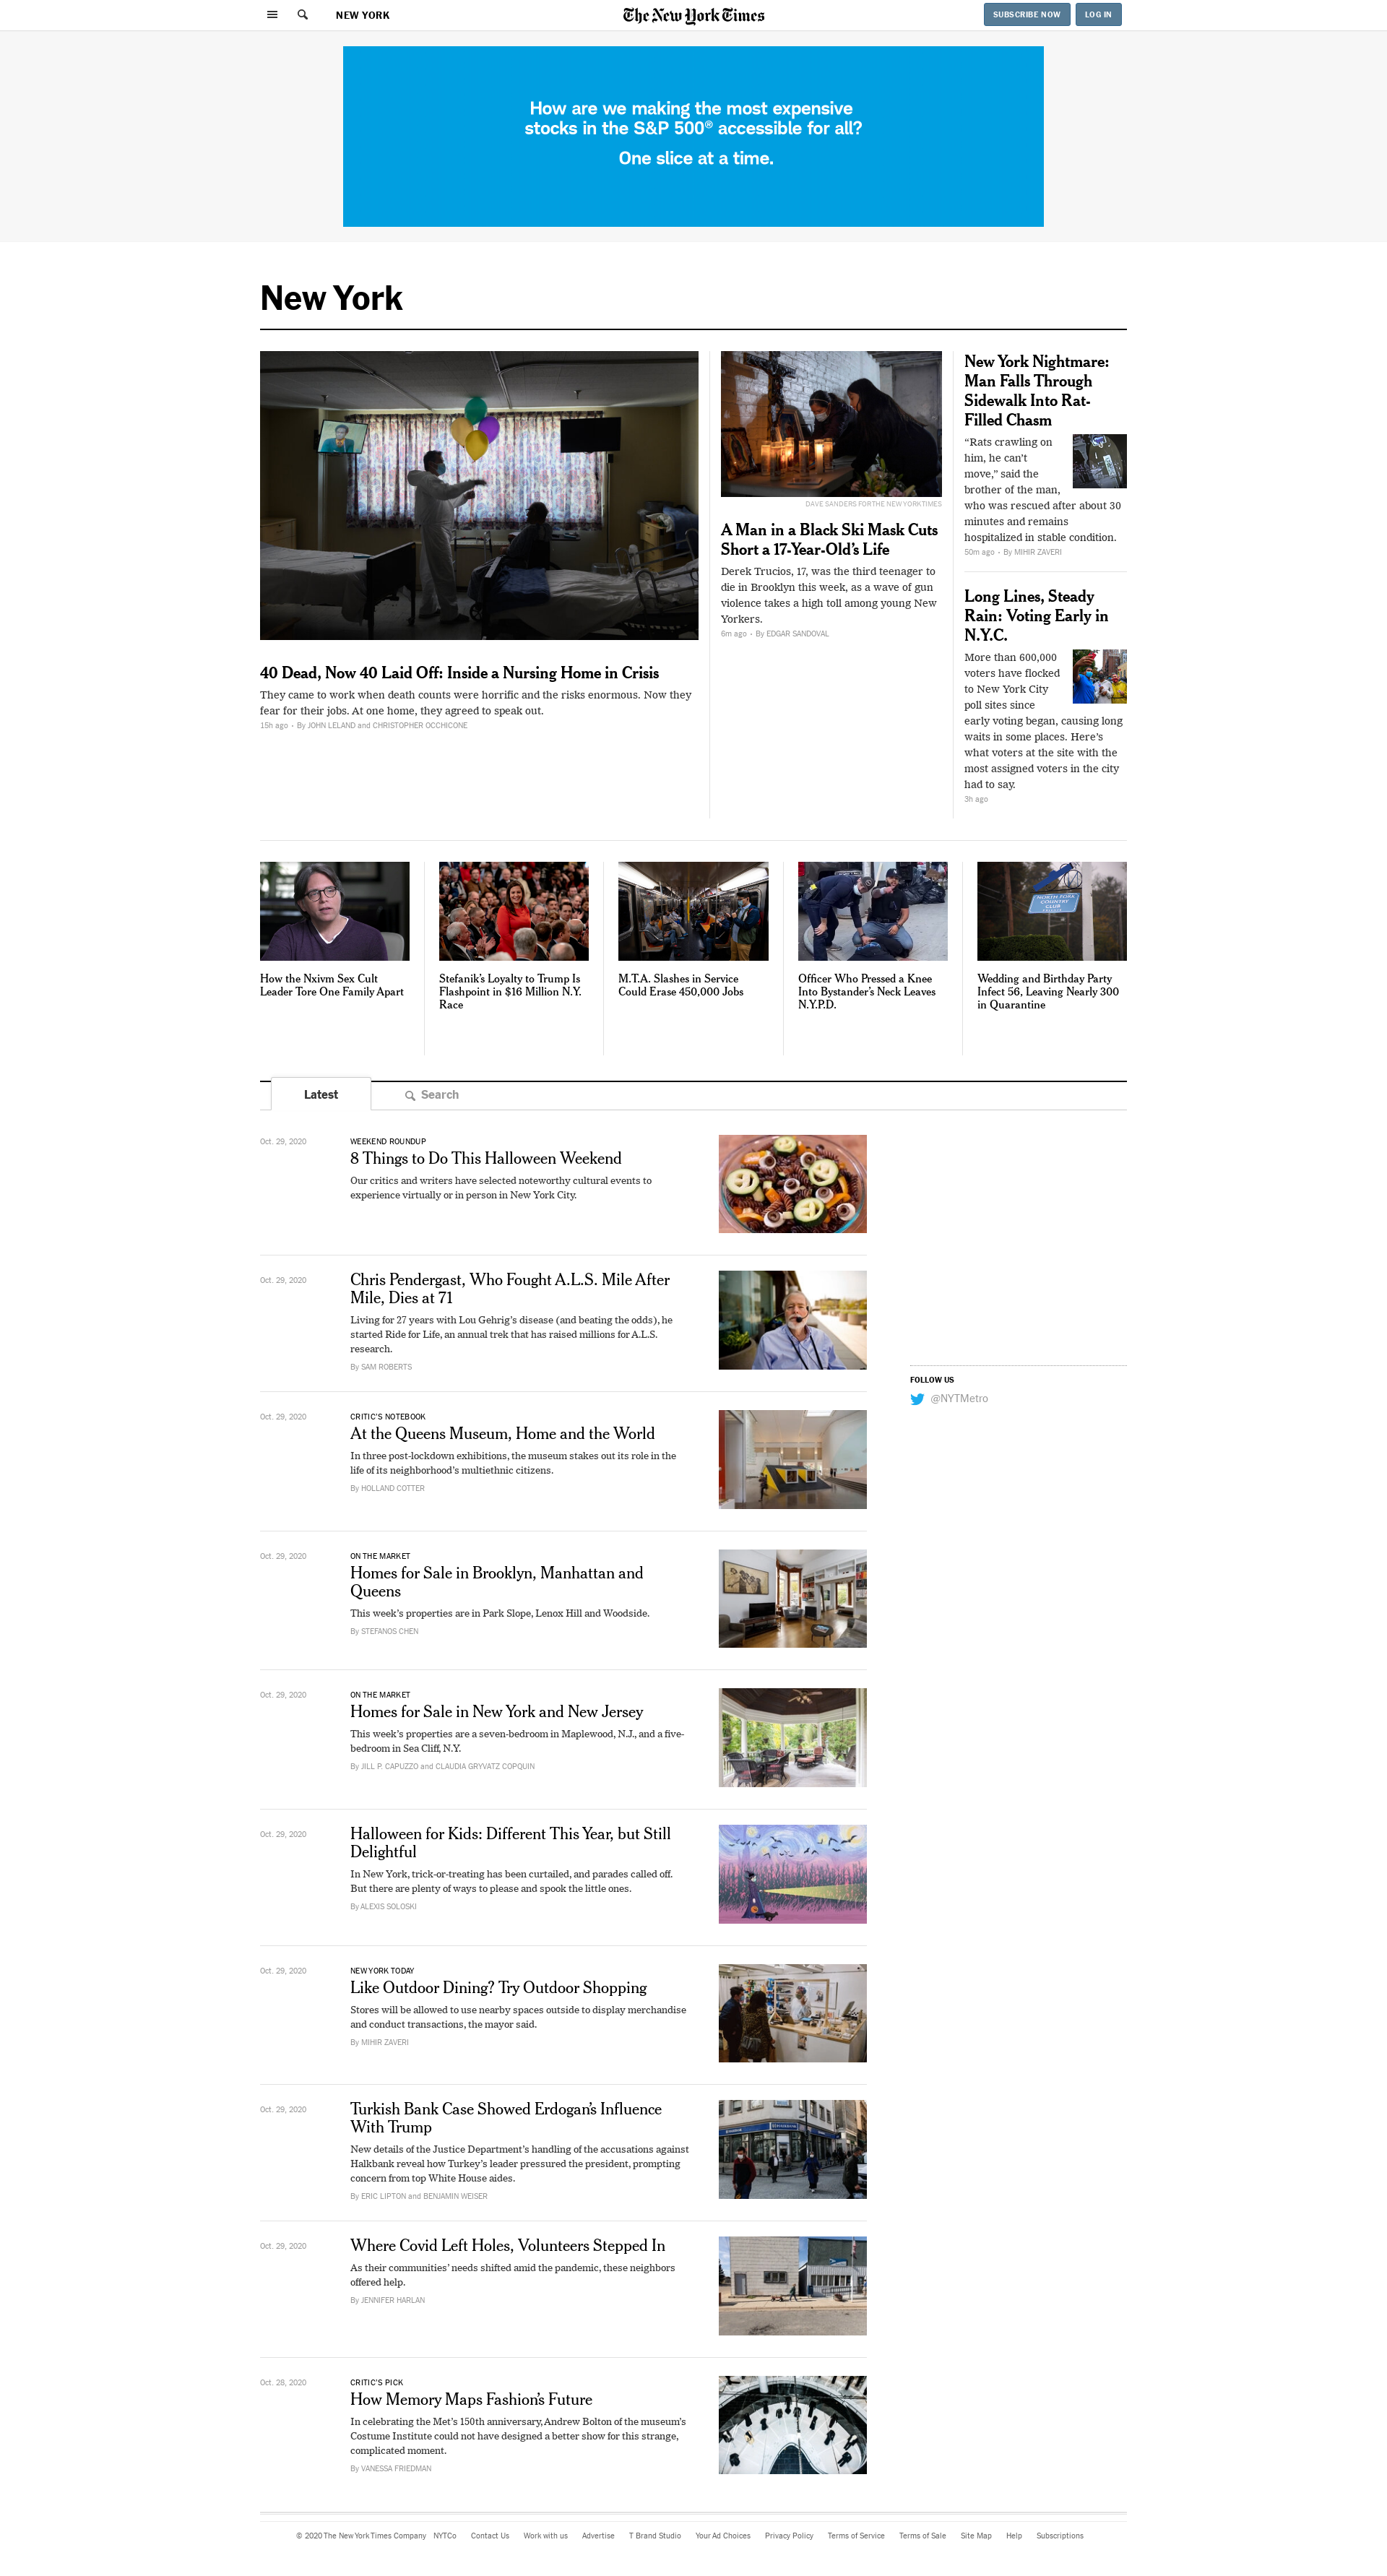 NEW YORK
The New York Times
SUBSCRIBE NOW
LOG IN
How are we making the most expensive
stocks in the S&P 500® accessible for all?
One slice at a time.
New York
40 Dead, Now 40 Laid Off: Inside a Nursing Home in Crisis
They came to work when death counts were horrific and the risks enormous. Now they
fear for their jobs. At one home, they agreed to speak out.
15h ago • By JOHN LELAND and CHRISTOPHER OCCHICONE
DAVE SANDERS FOR THE NEW YORK TIMES
A Man in a Black Ski Mask Cuts
Short a 17-Year-Old’s Life
Derek Trucios, 17, was the third teenager to
die in Brooklyn this week, as a wave of gun
violence takes a high toll among young New
Yorkers.
6m ago • By EDGAR SANDOVAL
New York Nightmare:
Man Falls Through
Sidewalk Into Rat-
Filled Chasm
“Rats crawling on
him, he can’t
move,” said the
brother of the man,
who was rescued after about 30
minutes and remains
hospitalized in stable condition.
50m ago • By MIHIR ZAVERI
Long Lines, Steady
Rain: Voting Early in
N.Y.C.
More than 600,000
voters have flocked
to New York City
poll sites since
early voting began, causing long
waits in some places. Here’s
what voters at the site with the
most assigned voters in the city
had to say.
3h ago
How the Nxivm Sex Cult
Leader Tore One Family Apart
Stefanik’s Loyalty to Trump Is
Flashpoint in $16 Million N.Y.
Race
M.T.A. Slashes in Service
Could Erase 450,000 Jobs
Officer Who Pressed a Knee
Into Bystander’s Neck Leaves
N.Y.P.D.
NORTH FORK
COUNTRY
CLUB
Wedding and Birthday Party
Infect 56, Leaving Nearly 300
in Quarantine
Latest
Search
Oct. 29, 2020
WEEKEND ROUNDUP
8 Things to Do This Halloween Weekend
Our critics and writers have selected noteworthy cultural events to
experience virtually or in person in New York City.
Oct. 29, 2020
Chris Pendergast, Who Fought A.L.S. Mile After
Mile, Dies at 71
Living for 27 years with Lou Gehrig’s disease (and beating the odds), he
started Ride for Life, an annual trek that has raised millions for A.L.S.
research.
By SAM ROBERTS
FOLLOW US
@NYTMetro
Oct. 29, 2020
CRITIC’S NOTEBOOK
At the Queens Museum, Home and the World
In three post-lockdown exhibitions, the museum stakes out its role in the
life of its neighborhood’s multiethnic citizens.
By HOLLAND COTTER
Oct. 29, 2020
ON THE MARKET
Homes for Sale in Brooklyn, Manhattan and
Queens
This week’s properties are in Park Slope, Lenox Hill and Woodside.
By STEFANOS CHEN
Oct. 29, 2020
ON THE MARKET
Homes for Sale in New York and New Jersey
This week’s properties are a seven-bedroom in Maplewood, N.J., and a five-
bedroom in Sea Cliff, N.Y.
By JILL P. CAPUZZO and CLAUDIA GRYVATZ COPQUIN
Oct. 29, 2020
Halloween for Kids: Different This Year, but Still
Delightful
In New York, trick-or-treating has been curtailed, and parades called off.
But there are plenty of ways to please and spook the little ones.
By ALEXIS SOLOSKI
Oct. 29, 2020
NEW YORK TODAY
Like Outdoor Dining? Try Outdoor Shopping
Stores will be allowed to use nearby spaces outside to display merchandise
and conduct transactions, the mayor said.
By MIHIR ZAVERI
Oct. 29, 2020
Turkish Bank Case Showed Erdogan’s Influence
With Trump
New details of the Justice Department’s handling of the accusations against
Halkbank reveal how Turkey’s leader pressured the president, prompting
concern from top White House aides.
By ERIC LIPTON and BENJAMIN WEISER
Oct. 29, 2020
Where Covid Left Holes, Volunteers Stepped In
As their communities’ needs shifted amid the pandemic, these neighbors
offered help.
By JENNIFER HARLAN
Oct. 28, 2020
CRITIC’S PICK
How Memory Maps Fashion’s Future
In celebrating the Met’s 150th anniversary, Andrew Bolton of the museum’s
Costume Institute could not have designed a better show for this strange,
complicated moment.
By VANESSA FRIEDMAN
© 2020 The New York Times Company NYTCo Contact Us Work with us Advertise T Brand Studio Your Ad Choices Privacy Policy Terms of Service Terms of Sale Site Map Help Subscriptions